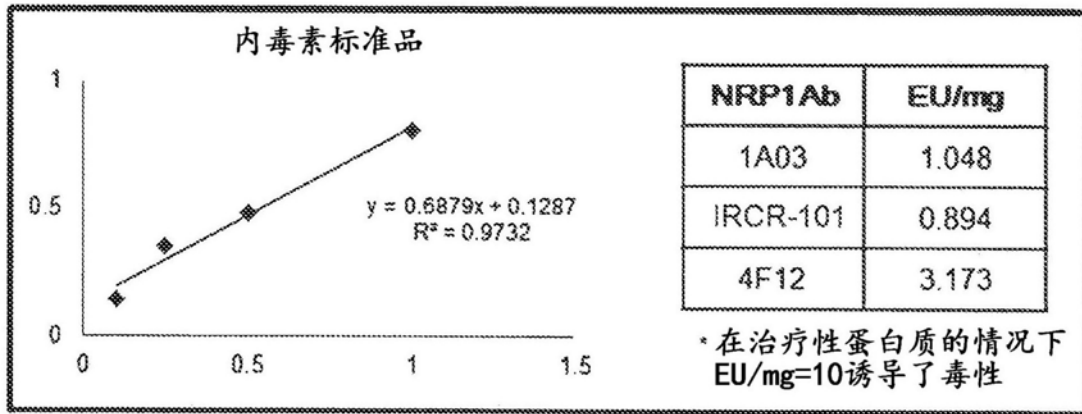 内毒素标准品
1
0.5
0
0
0.5
1
1.5
y = 0.6879x + 0.1287
R² = 0.9732
NRP1Ab EU/mg
1A03 1.048
IRCR-101 0.894
4F12 3.173
*在治疗性蛋白质的情况下
EU/mg=10诱导了毒性